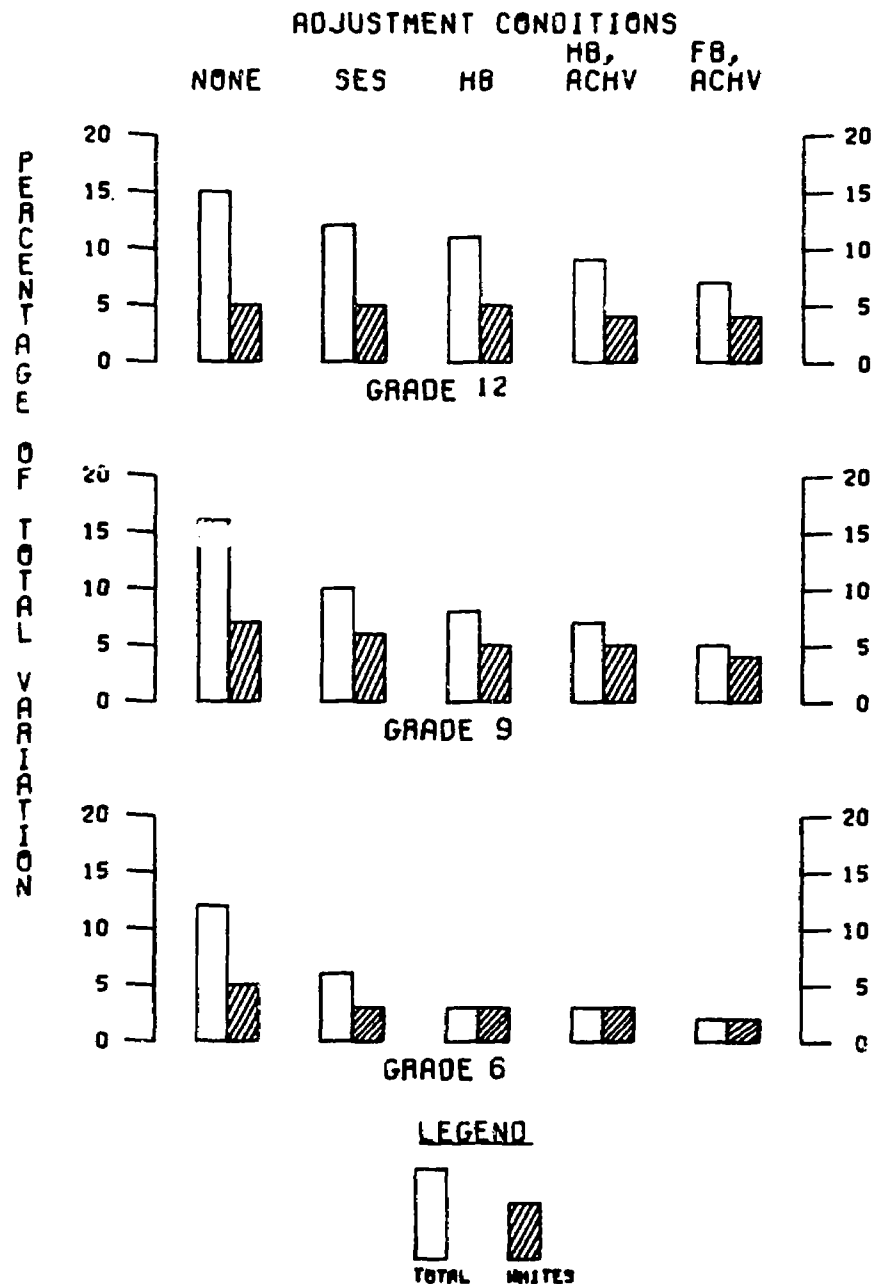 ADJUSTMENT CONDITIONS
NONE SES HB HB, ACHV FB, ACHV
PERCENTAGE OF TOTAL VARIATION
20 20
15 15
10 10
5 5
0 0
GRADE 12
20 20
15 15
10 10
5 5
0 0
GRADE 9
20 20
15 15
10 10
5 5
0 0
GRADE 6
LEGEND
TOTAL WHITES